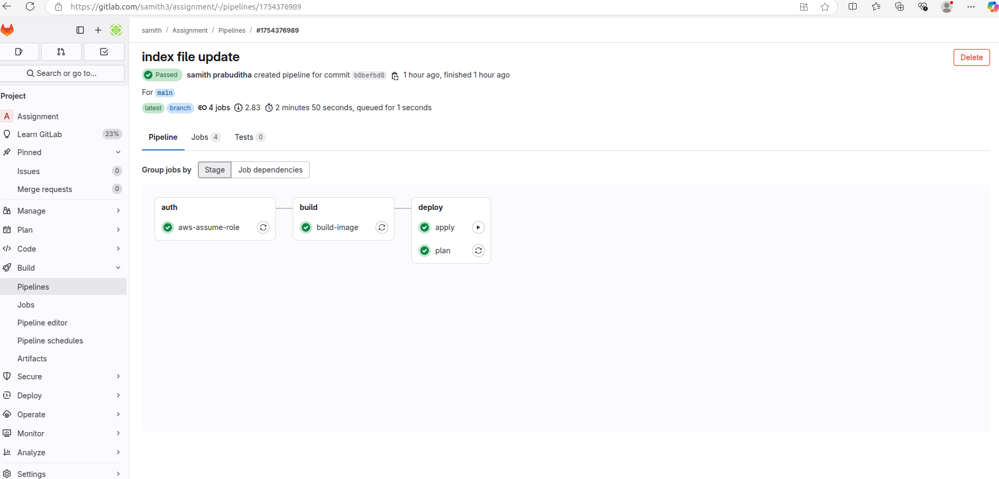 https://gitlab.com/samith3/assignment/-/pipelines/1754376989
samith / Assignment / Pipelines / #1754376989
Search or go to...
Project
A Assignment
Learn GitLab 23%
Pinned
Issues 0
Merge requests 0
Manage
Plan
Code
Build
Pipelines
Jobs
Pipeline editor
Pipeline schedules
Artifacts
Secure
Deploy
Operate
Monitor
Analyze
Settings
index file update
Delete
Passed samith prabuditha created pipeline for commit b0befbd0 1 hour ago, finished 1 hour ago
For main
latest branch 4 jobs 2.83 2 minutes 50 seconds, queued for 1 seconds
Pipeline Jobs 4 Tests 0
Group jobs by Stage Job dependencies
auth
aws-assume-role
build
build-image
deploy
apply
plan